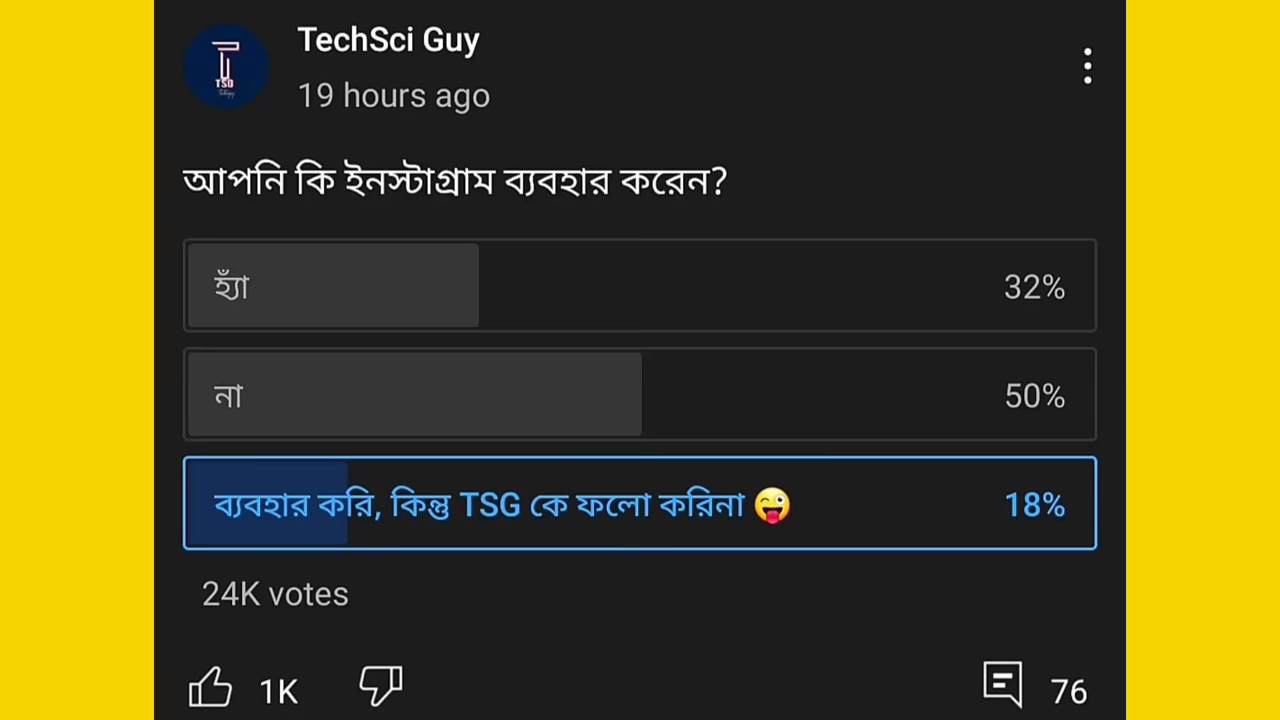 TechSci Guy
19 hours ago
আপনি কি ইনস্টাগ্রাম ব্যবহার করেন?
হ্যাঁ 32%
না 50%
ব্যবহার করি, কিন্তু TSG কে ফলো করিনা 😜 18%
24K votes
1K 76
TSG